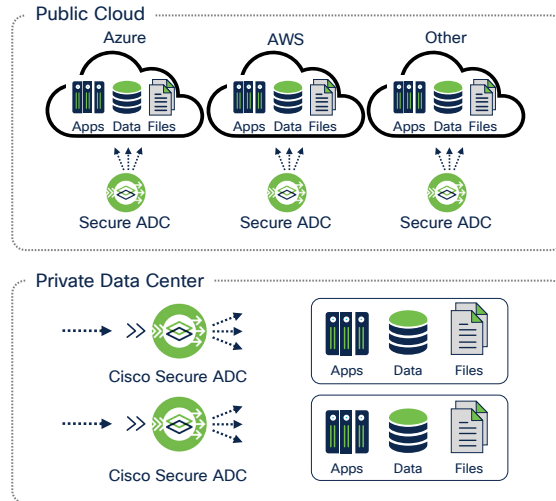 Public Cloud
Azure AWS Other
Apps Data Files Apps Data Files Apps Data Files
Secure ADC Secure ADC Secure ADC
Private Data Center
Apps Data Files
Cisco Secure ADC
Apps Data Files
Cisco Secure ADC